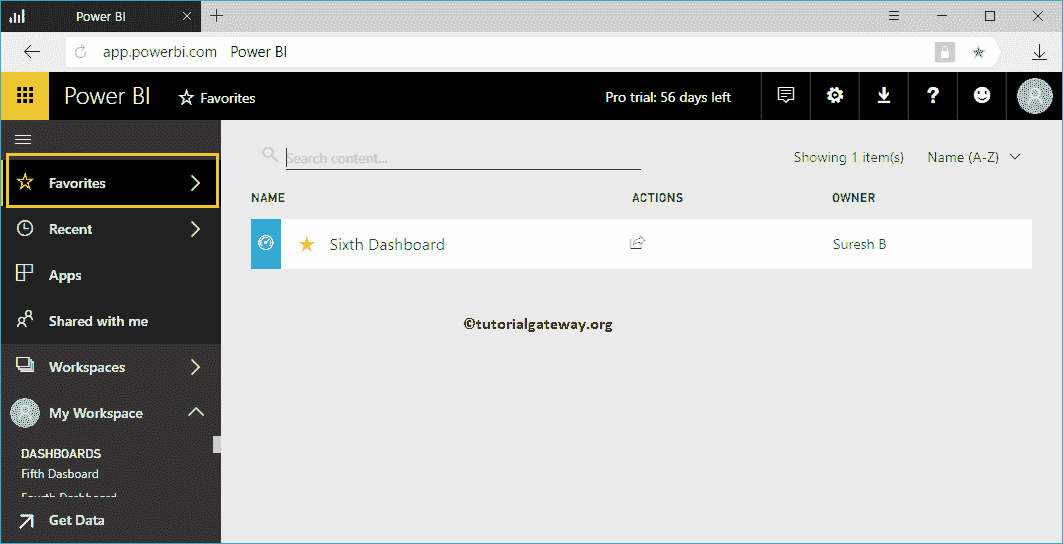 Power BI
app.powerbi.com Power BI
Power BI Favorites Pro trial: 56 days left
Favorites
Recent
Apps
Shared with me
Workspaces
My Workspace
DASHBOARDS
Fifth Dasboard
Fourth Dashboard
Get Data
Search content...
Showing 1 item(s) Name (A-Z)
NAME ACTIONS OWNER
Sixth Dashboard Suresh B
©tutorialgateway.org